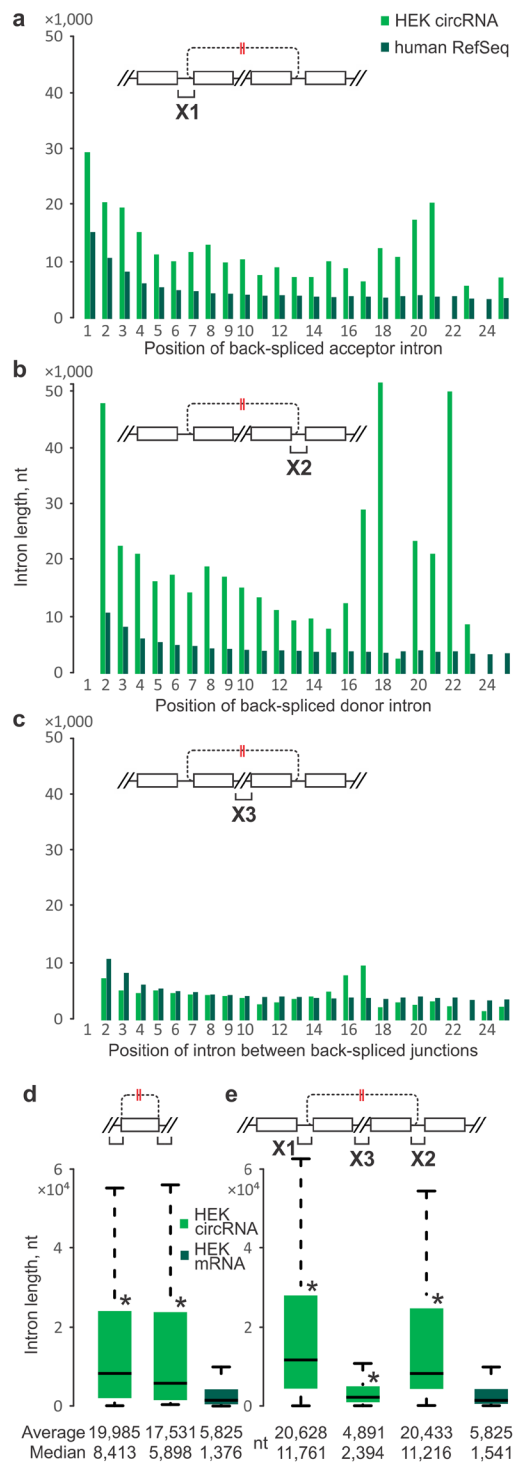 a
×1,000
HEK circRNA
human RefSeq
50
40
30
20
10
0
X1
1 2 3 4 5 6 7 8 9 10 12 14 16 18 20 22 24
Position of back-spliced acceptor intron
b
×1,000
50
40
30
20
10
0
X2
Intron length, nt
1 2 3 4 5 6 7 8 9 10 12 14 16 18 20 22 24
Position of back-spliced donor intron
c
×1,000
50
40
30
20
10
0
X3
1 2 3 4 5 6 7 8 9 10 12 14 16 18 20 22 24
Position of intron between back-spliced junctions
d
e
X1
X3
X2
6
×10⁴
4
2
0
Intron length, nt
HEK
circRNA
HEK
mRNA
* *
6
×10⁴
4
2
0
* * *
Average 19,985 17,531 5,825 nt 20,628 4,891 20,433 5,825
Median 8,413 5,898 1,376 11,761 2,394 11,216 1,541